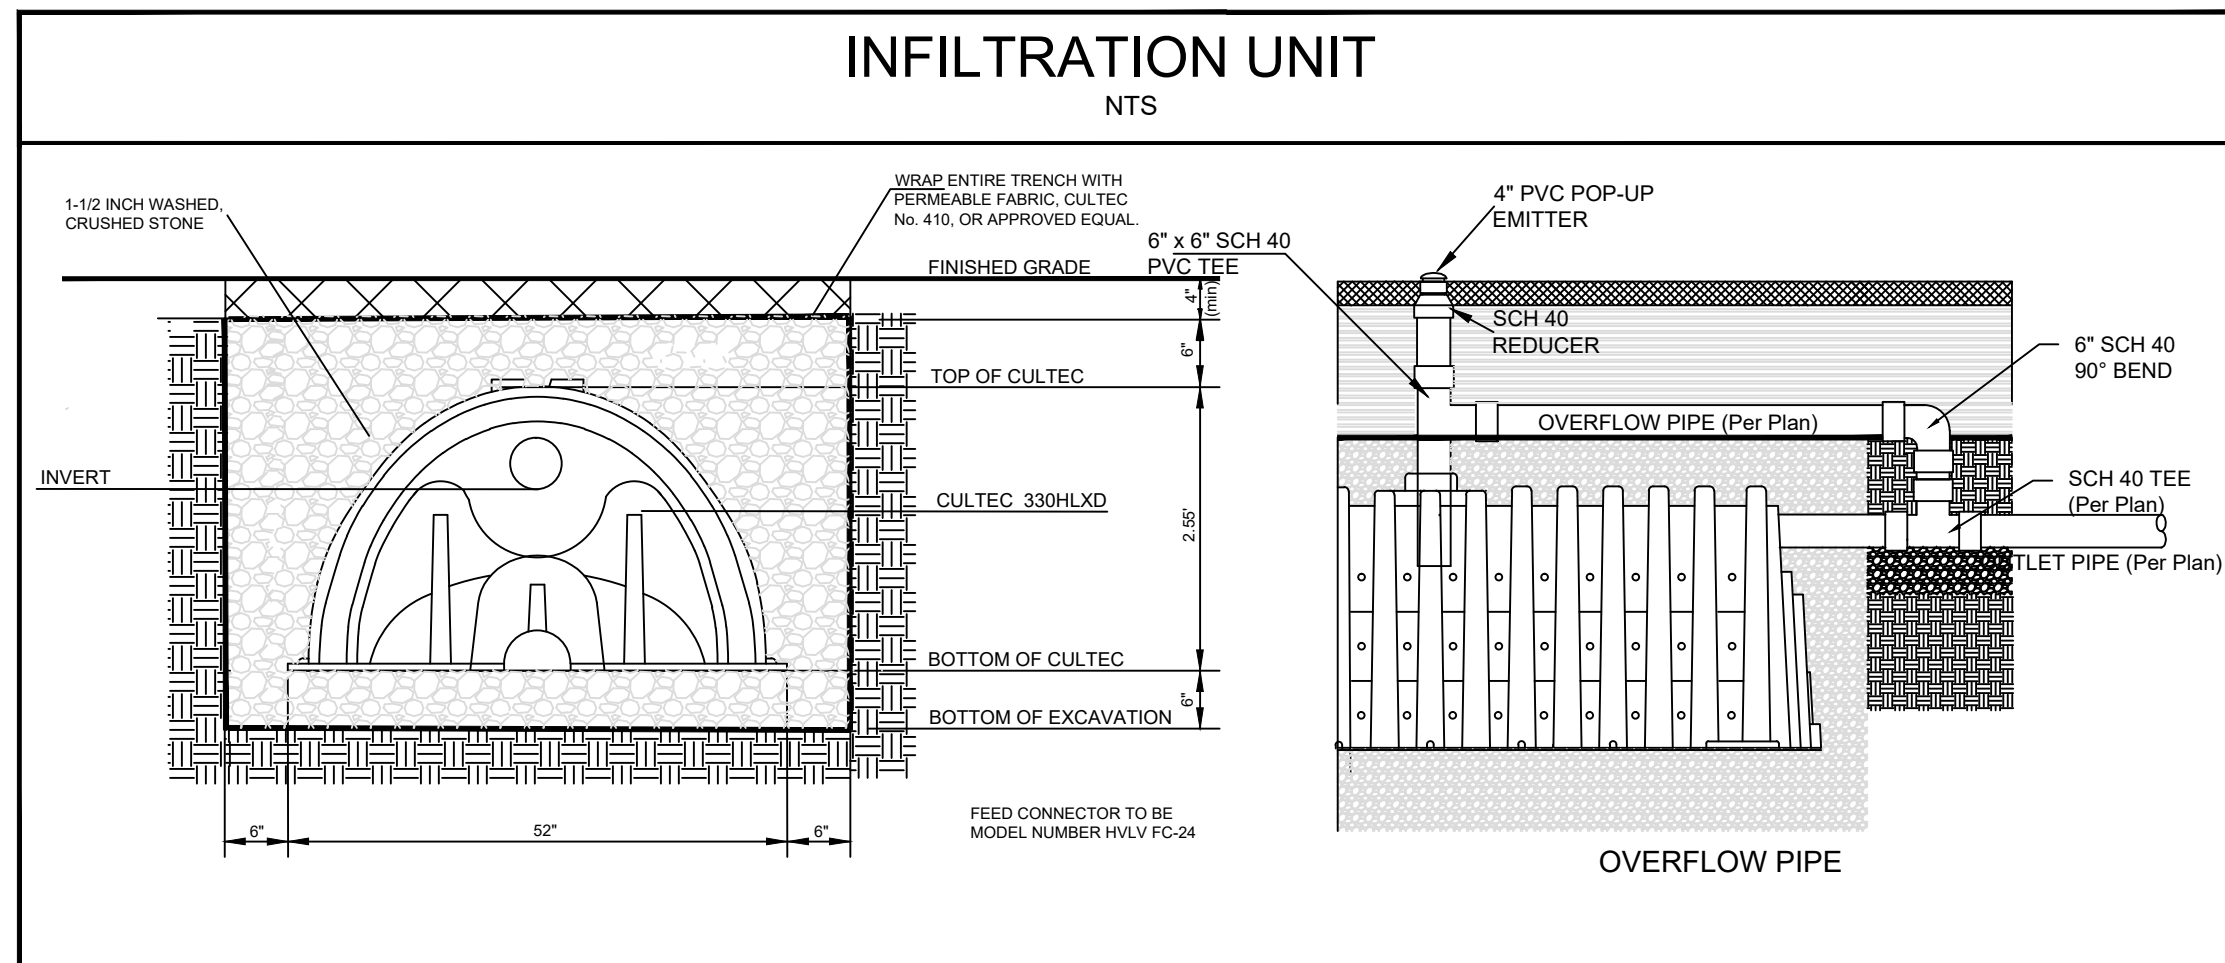 INFILTRATION UNIT
NTS
1-1/2 INCH WASHED,
CRUSHED STONE
WRAP ENTIRE TRENCH WITH
PERMEABLE FABRIC, CULTEC
No. 410, OR APPROVED EQUAL.
FINISHED GRADE
4"
(min)
6"
TOP OF CULTEC
INVERT
CULTEC 330HLXD
2.55'
BOTTOM OF CULTEC
6"
BOTTOM OF EXCAVATION
6"
52"
6"
FEED CONNECTOR TO BE
MODEL NUMBER HVLV FC-24
6" x 6" SCH 40
PVC TEE
4" PVC POP-UP
EMITTER
SCH 40
REDUCER
6" SCH 40
90° BEND
OVERFLOW PIPE (Per Plan)
SCH 40 TEE
(Per Plan)
TLET PIPE (Per Plan)
OVERFLOW PIPE